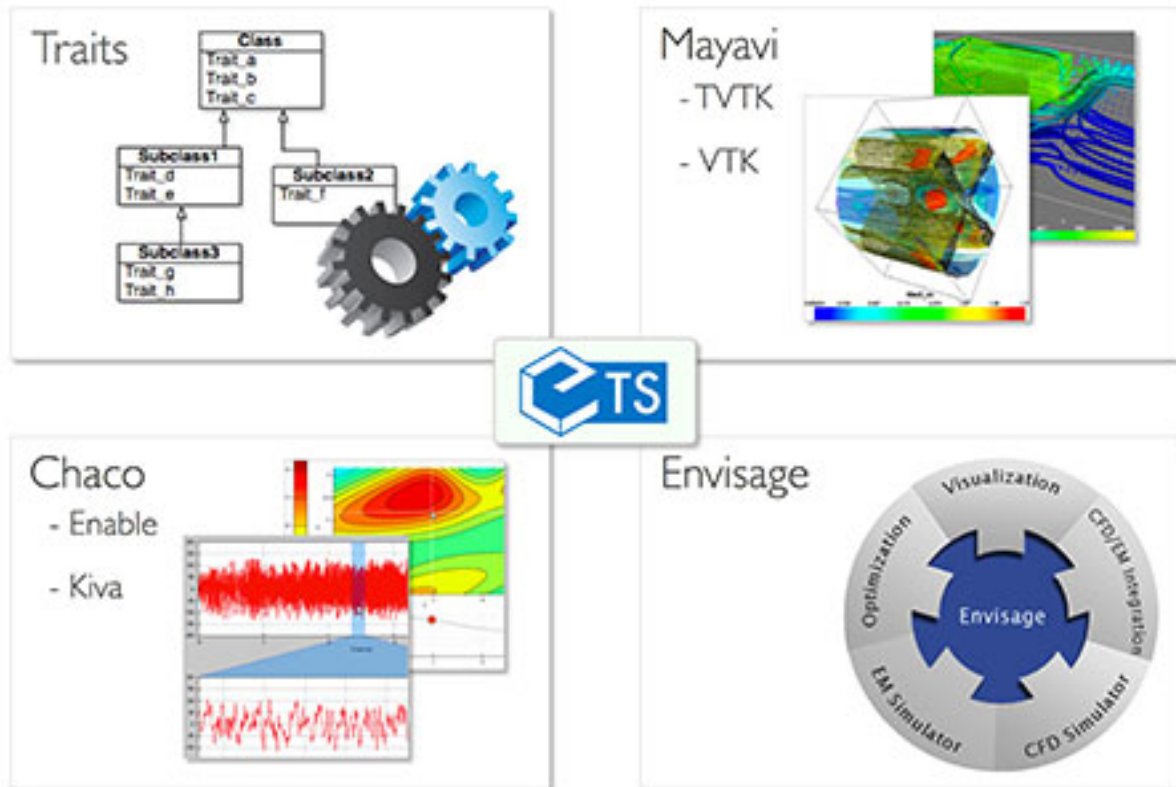 Traits
Class
Trait_a
Trait_b
Trait_c
Subclass1
Trait_d
Trait_e
Subclass2
Trait_f
Subclass3
Trait_g
Trait_h
Mayavi
- TVTK
- VTK
eTS
Chaco
- Enable
- Kiva
Envisage
Visualization
CFD/EM Integration
CFD Simulator
EM Simulator
Optimization
Envisage